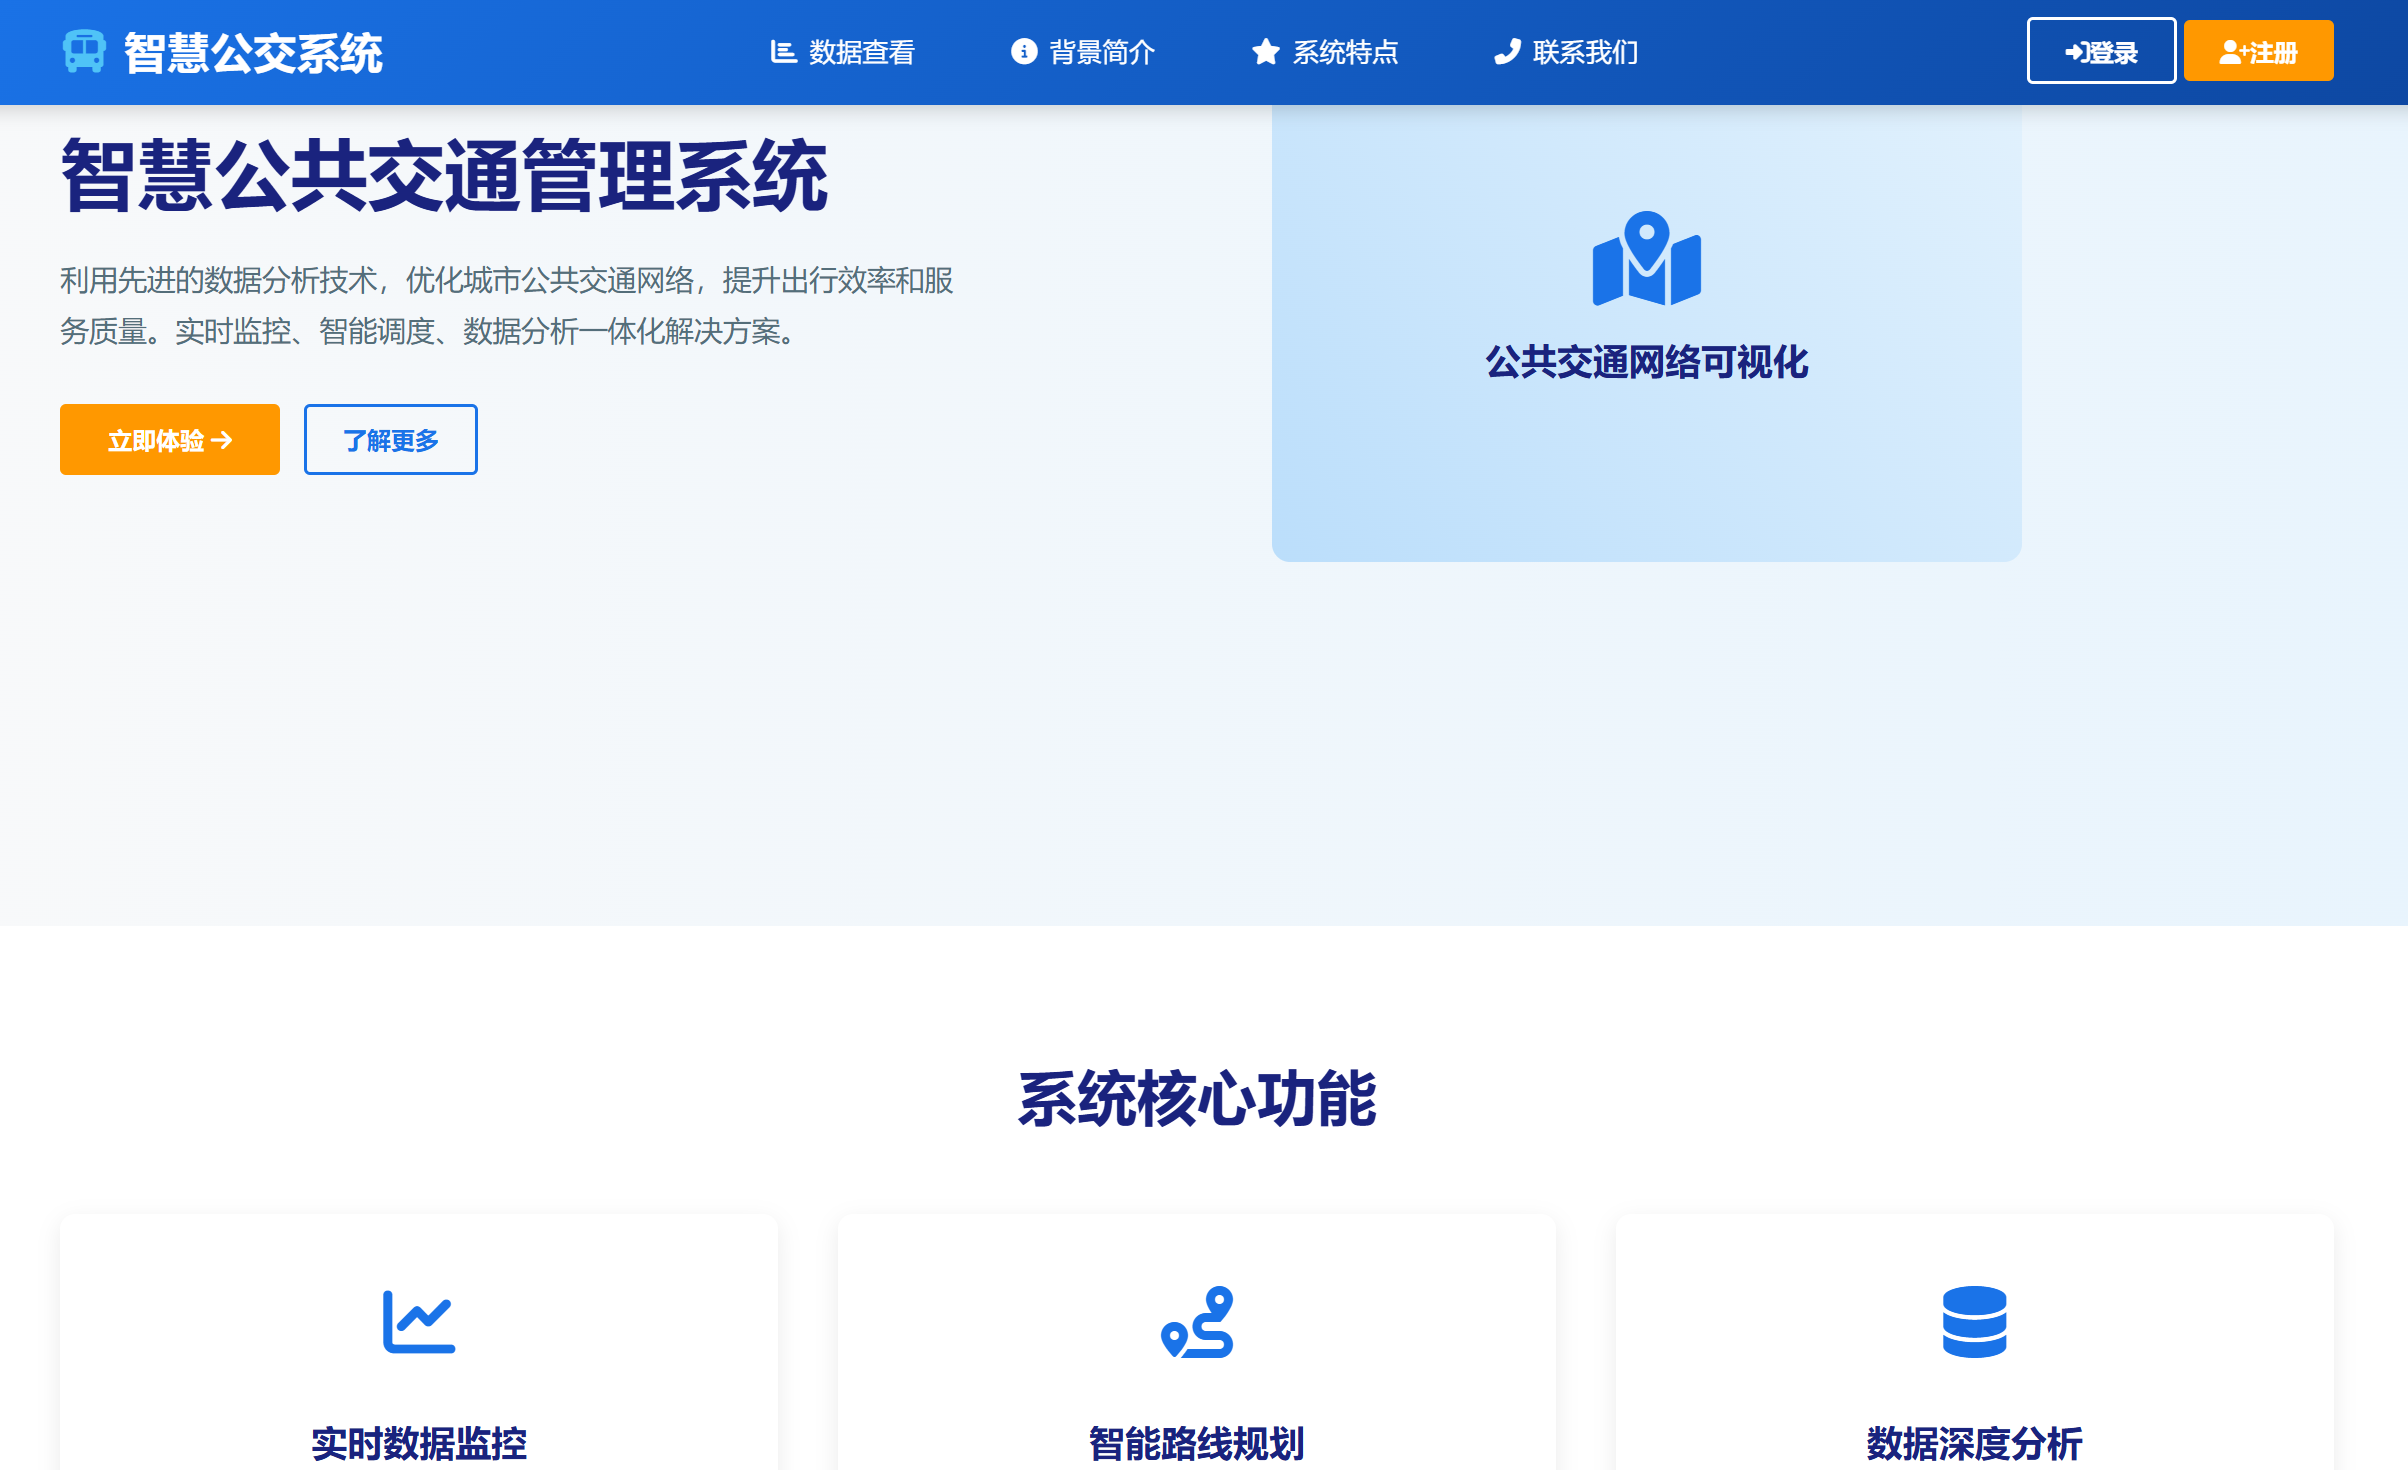 智慧公交系统
数据查看
背景简介
系统特点
联系我们
登录
注册
智慧公共交通管理系统
利用先进的数据分析技术，优化城市公共交通网络，提升出行效率和服
务质量。实时监控、智能调度、数据分析一体化解决方案。
立即体验
了解更多
公共交通网络可视化
系统核心功能
实时数据监控
智能路线规划
数据深度分析